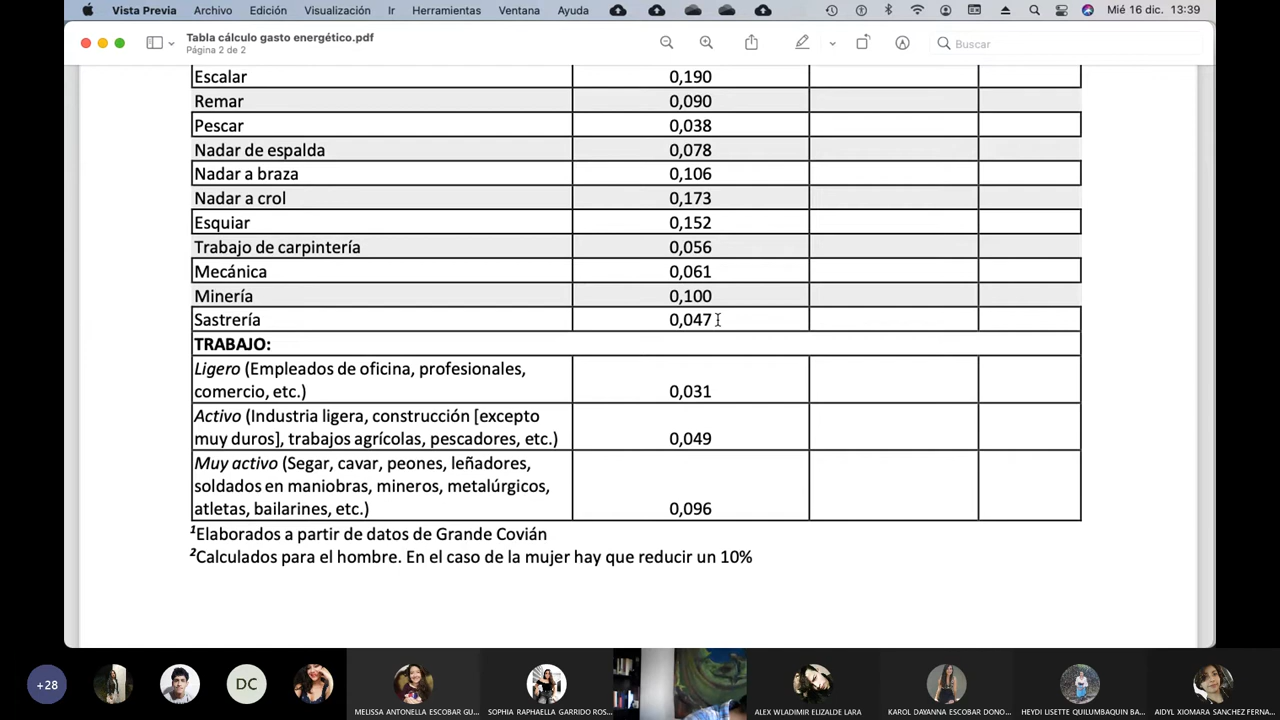 Vista Previa Archivo Edición Visualización Ir Herramientas Ventana Ayuda Mié 16 dic. 13:39
Tabla cálculo gasto energético.pdf
Página 2 de 2
Buscar
Escalar 0,190
Remar 0,090
Pescar 0,038
Nadar de espalda 0,078
Nadar a braza 0,106
Nadar a crol 0,173
Esquiar 0,152
Trabajo de carpintería 0,056
Mecánica 0,061
Minería 0,100
Sastrería 0,047
TRABAJO:
Ligero (Empleados de oficina, profesionales,
comercio, etc.) 0,031
Activo (Industria ligera, construcción [excepto
muy duros], trabajos agrícolas, pescadores, etc.) 0,049
Muy activo (Segar, cavar, peones, leñadores,
soldados en maniobras, mineros, metalúrgicos,
atletas, bailarines, etc.) 0,096
¹Elaborados a partir de datos de Grande Covián
²Calculados para el hombre. En el caso de la mujer hay que reducir un 10%
+28 DC
MELISSA ANTONELLA ESCOBAR GU... SOPHIA RAPHAELLA GARRIDO ROS... ALEX WLADIMIR ELIZALDE LARA KAROL DAYANNA ESCOBAR DONO... HEYDI LISETTE QUILUMBAQUIN BA... AIDYL XIOMARA SANCHEZ FERNA...